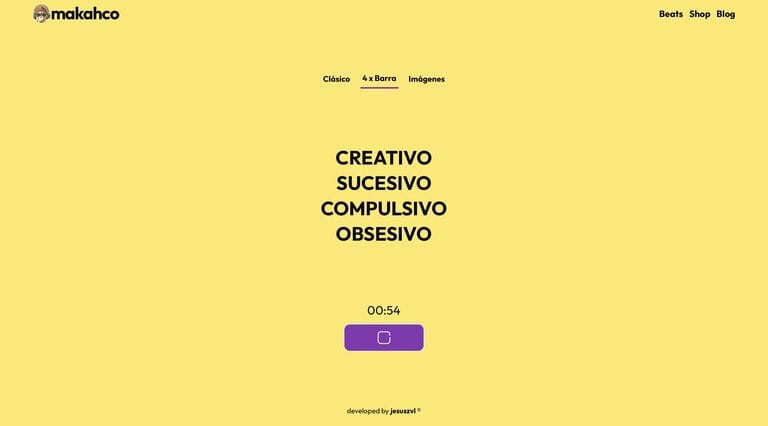 makahco
Beats Shop Blog
Clásico 4 x Barra Imágenes
CREATIVO
SUCESIVO
COMPULSIVO
OBSESIVO
00:54
developed by jesuszvl ®